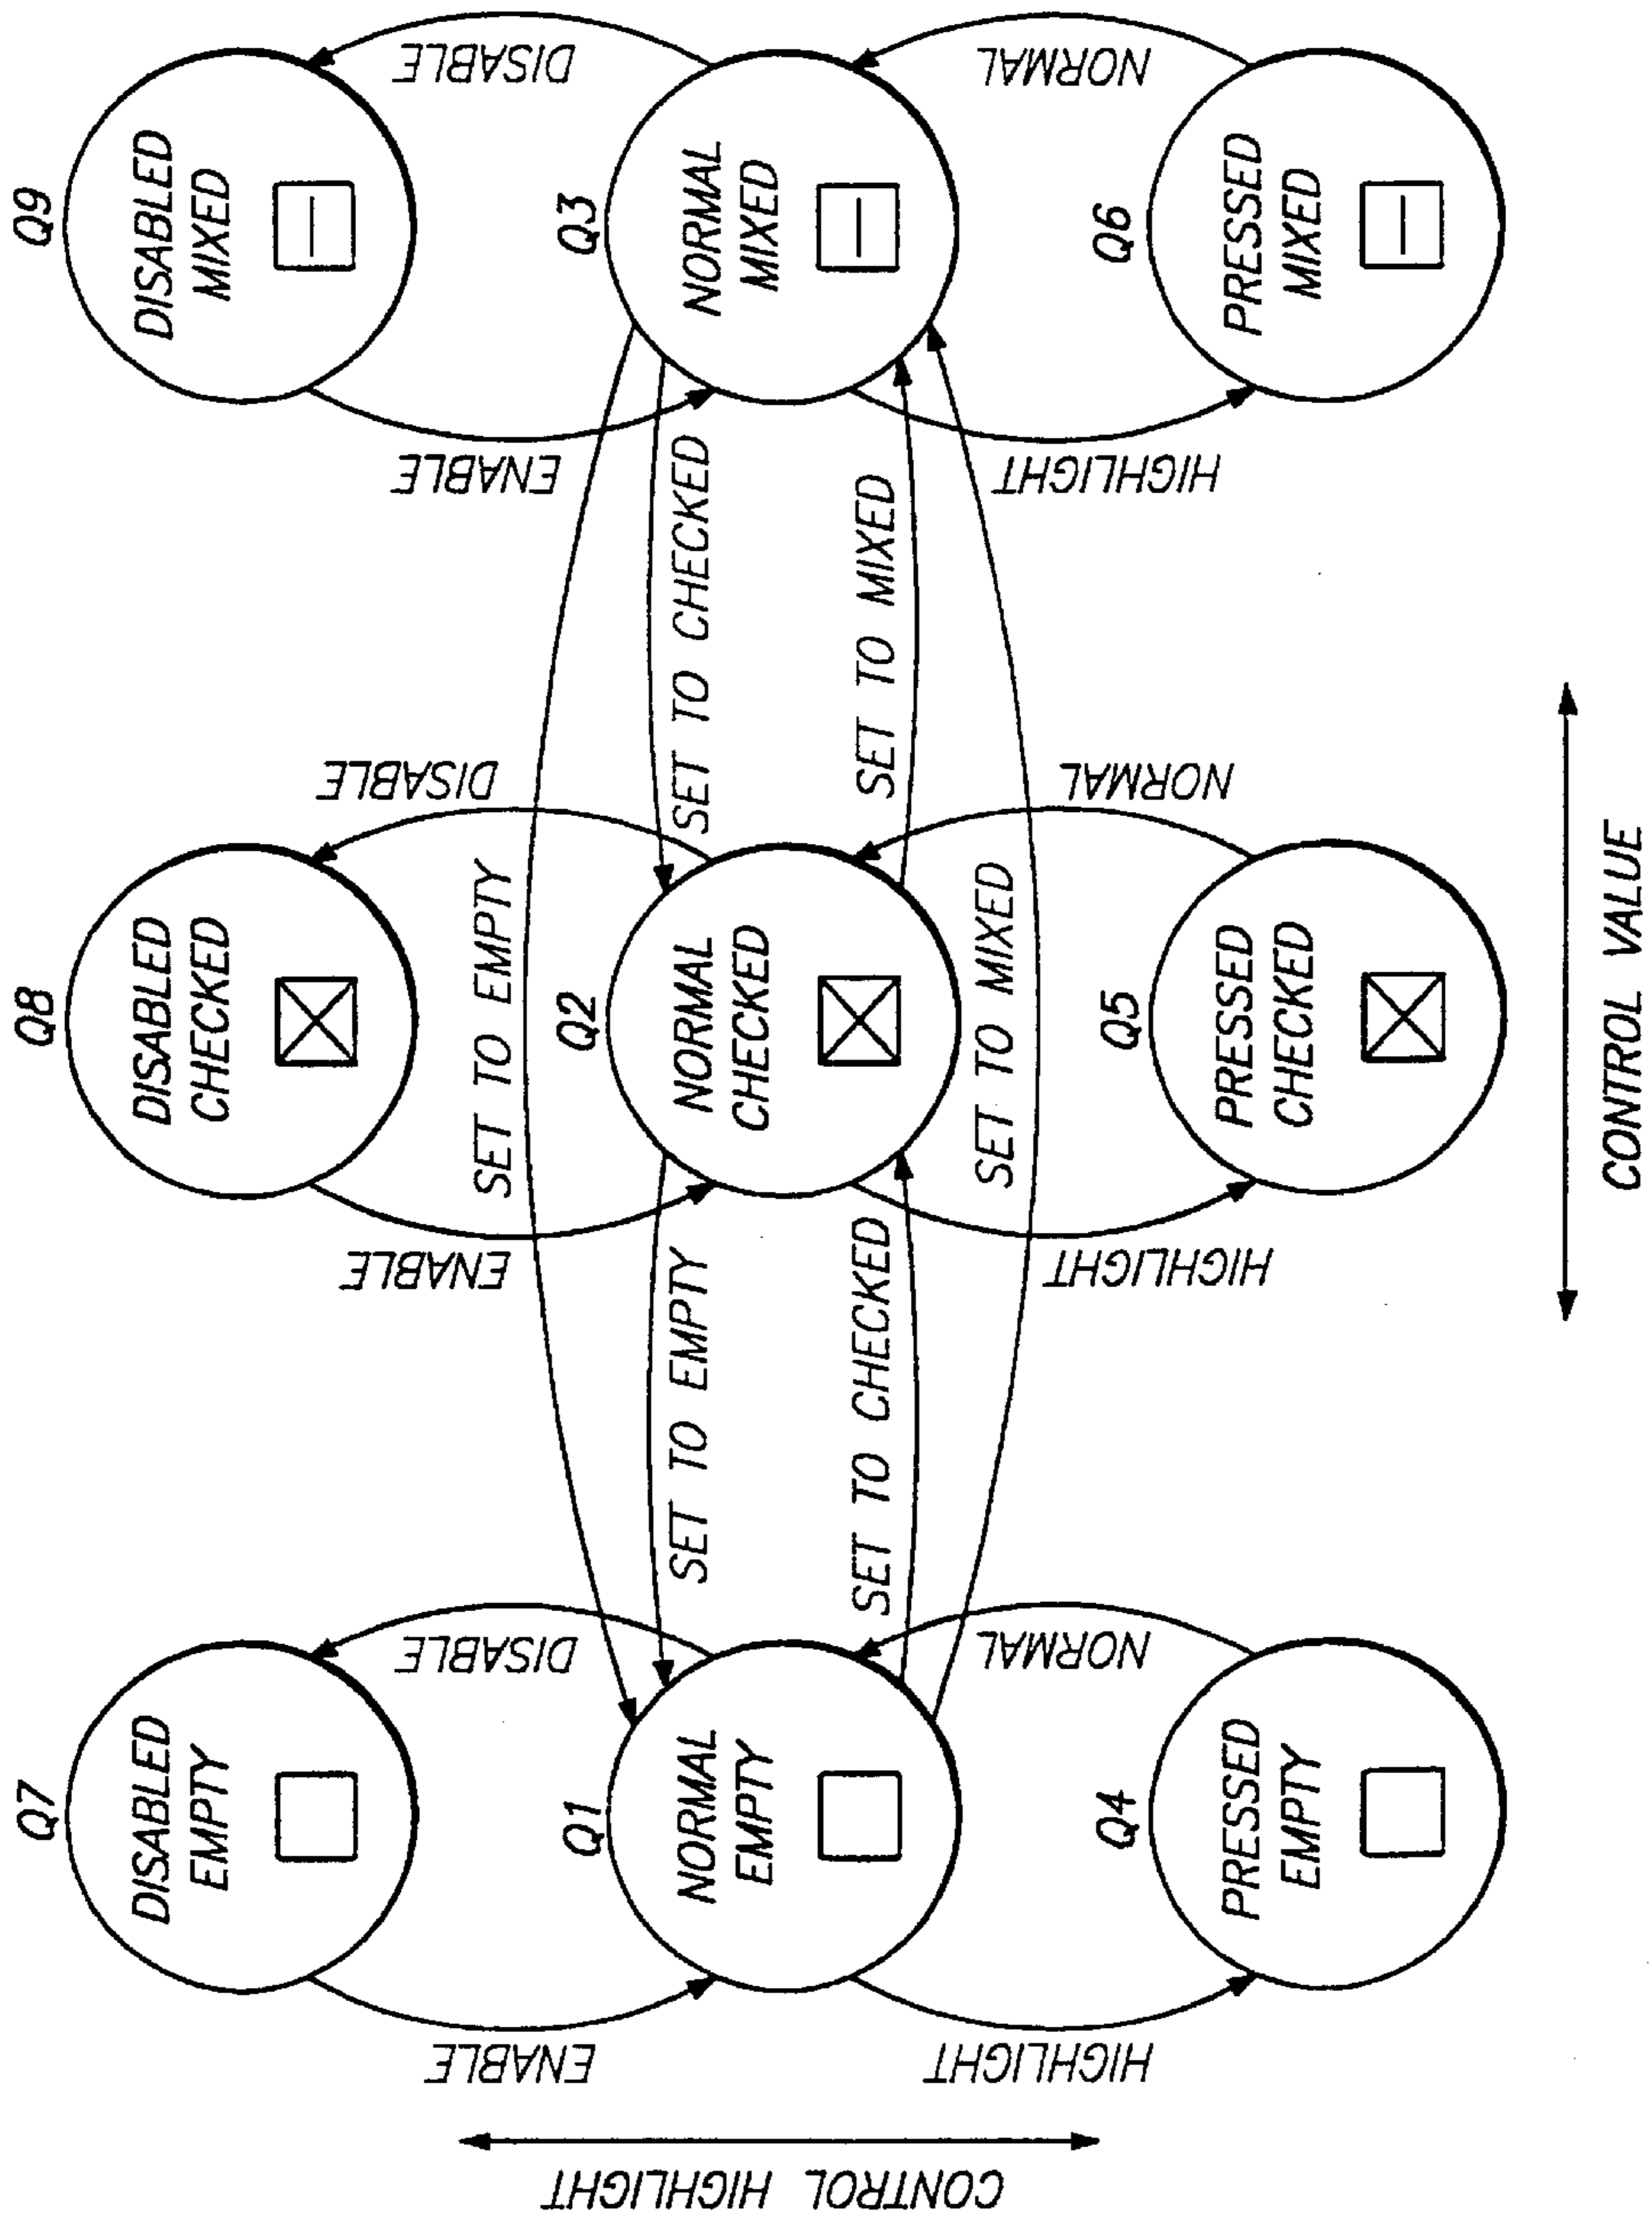 Q7
DISABLED
EMPTY
Q8
DISABLED
CHECKED
Q9
DISABLED
MIXED
ENABLE
DISABLE
ENABLE
DISABLE
ENABLE
DISABLE
SET TO EMPTY
Q1
NORMAL
EMPTY
SET TO EMPTY
SET TO CHECKED
Q2
NORMAL
CHECKED
SET TO CHECKED
SET TO MIXED
Q3
NORMAL
MIXED
SET TO MIXED
HIGHLIGHT
NORMAL
HIGHLIGHT
NORMAL
HIGHLIGHT
NORMAL
Q4
PRESSED
EMPTY
Q5
PRESSED
CHECKED
Q6
PRESSED
MIXED
CONTROL HIGHLIGHT
CONTROL VALUE